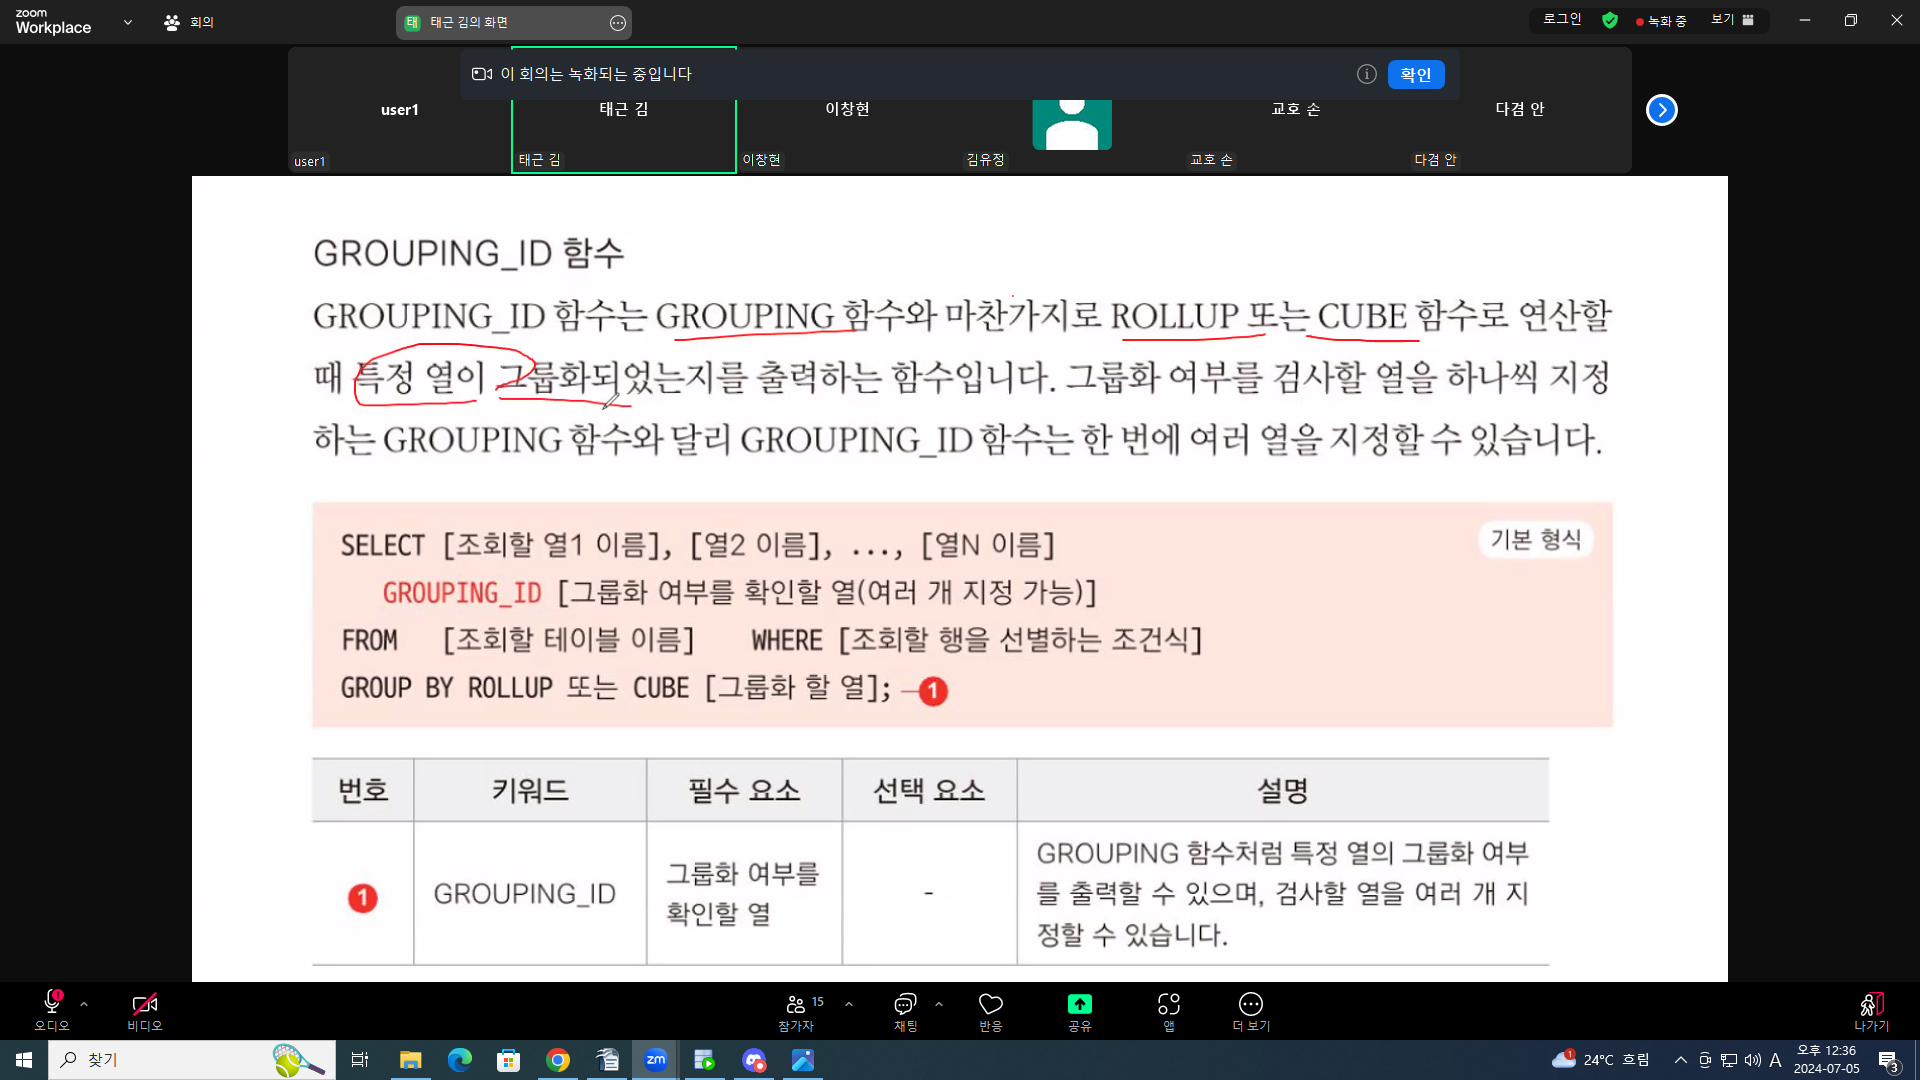 zoom
Workplace
회의
태 태근 김의 화면
로그인
녹화 중
보기
이 회의는 녹화되는 중입니다
확인
user1
태근 김
이창현
교호 손
다겸 안
user1
태근 김
이창현
김유정
교호 손
다겸 안
GROUPING_ID 함수
GROUPING_ID 함수는 GROUPING 함수와 마찬가지로 ROLLUP 또는 CUBE 함수로 연산할
때 특정 열이 그룹화되었는지를 출력하는 함수입니다. 그룹화 여부를 검사할 열을 하나씩 지정
하는 GROUPING 함수와 달리 GROUPING_ID 함수는 한 번에 여러 열을 지정할 수 있습니다.
기본 형식
SELECT [조회할 열1 이름], [열2 이름], ..., [열N 이름]
GROUPING_ID [그룹화 여부를 확인할 열(여러 개 지정 가능)]
FROM [조회할 테이블 이름] WHERE [조회할 행을 선별하는 조건식]
GROUP BY ROLLUP 또는 CUBE [그룹화 할 열]; 1
번호 키워드 필수 요소 선택 요소 설명
1 GROUPING_ID 그룹화 여부를 확인할 열 - GROUPING 함수처럼 특정 열의 그룹화 여부
를 출력할 수 있으며, 검사할 열을 여러 개 지
정할 수 있습니다.
오디오
비디오
참가자 15
채팅
반응
공유
앱
더 보기
나가기
찾기
zm
1
24°C 흐림
A
오후 12:36
2024-07-05
3